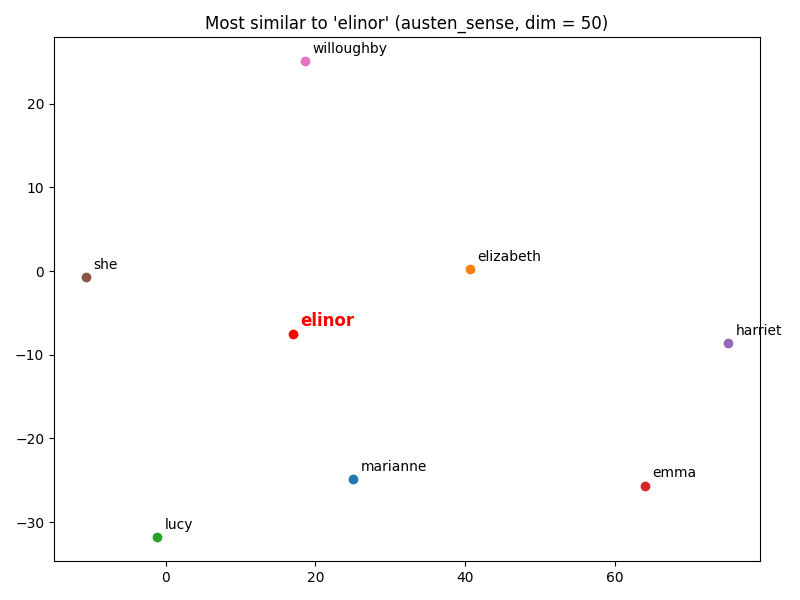 Most similar to 'elinor' (austen_sense, dim = 50)
willoughby
20
10
she
elizabeth
0
elinor
harriet
−10
marianne
emma
−20
lucy
−30
0
20
40
60